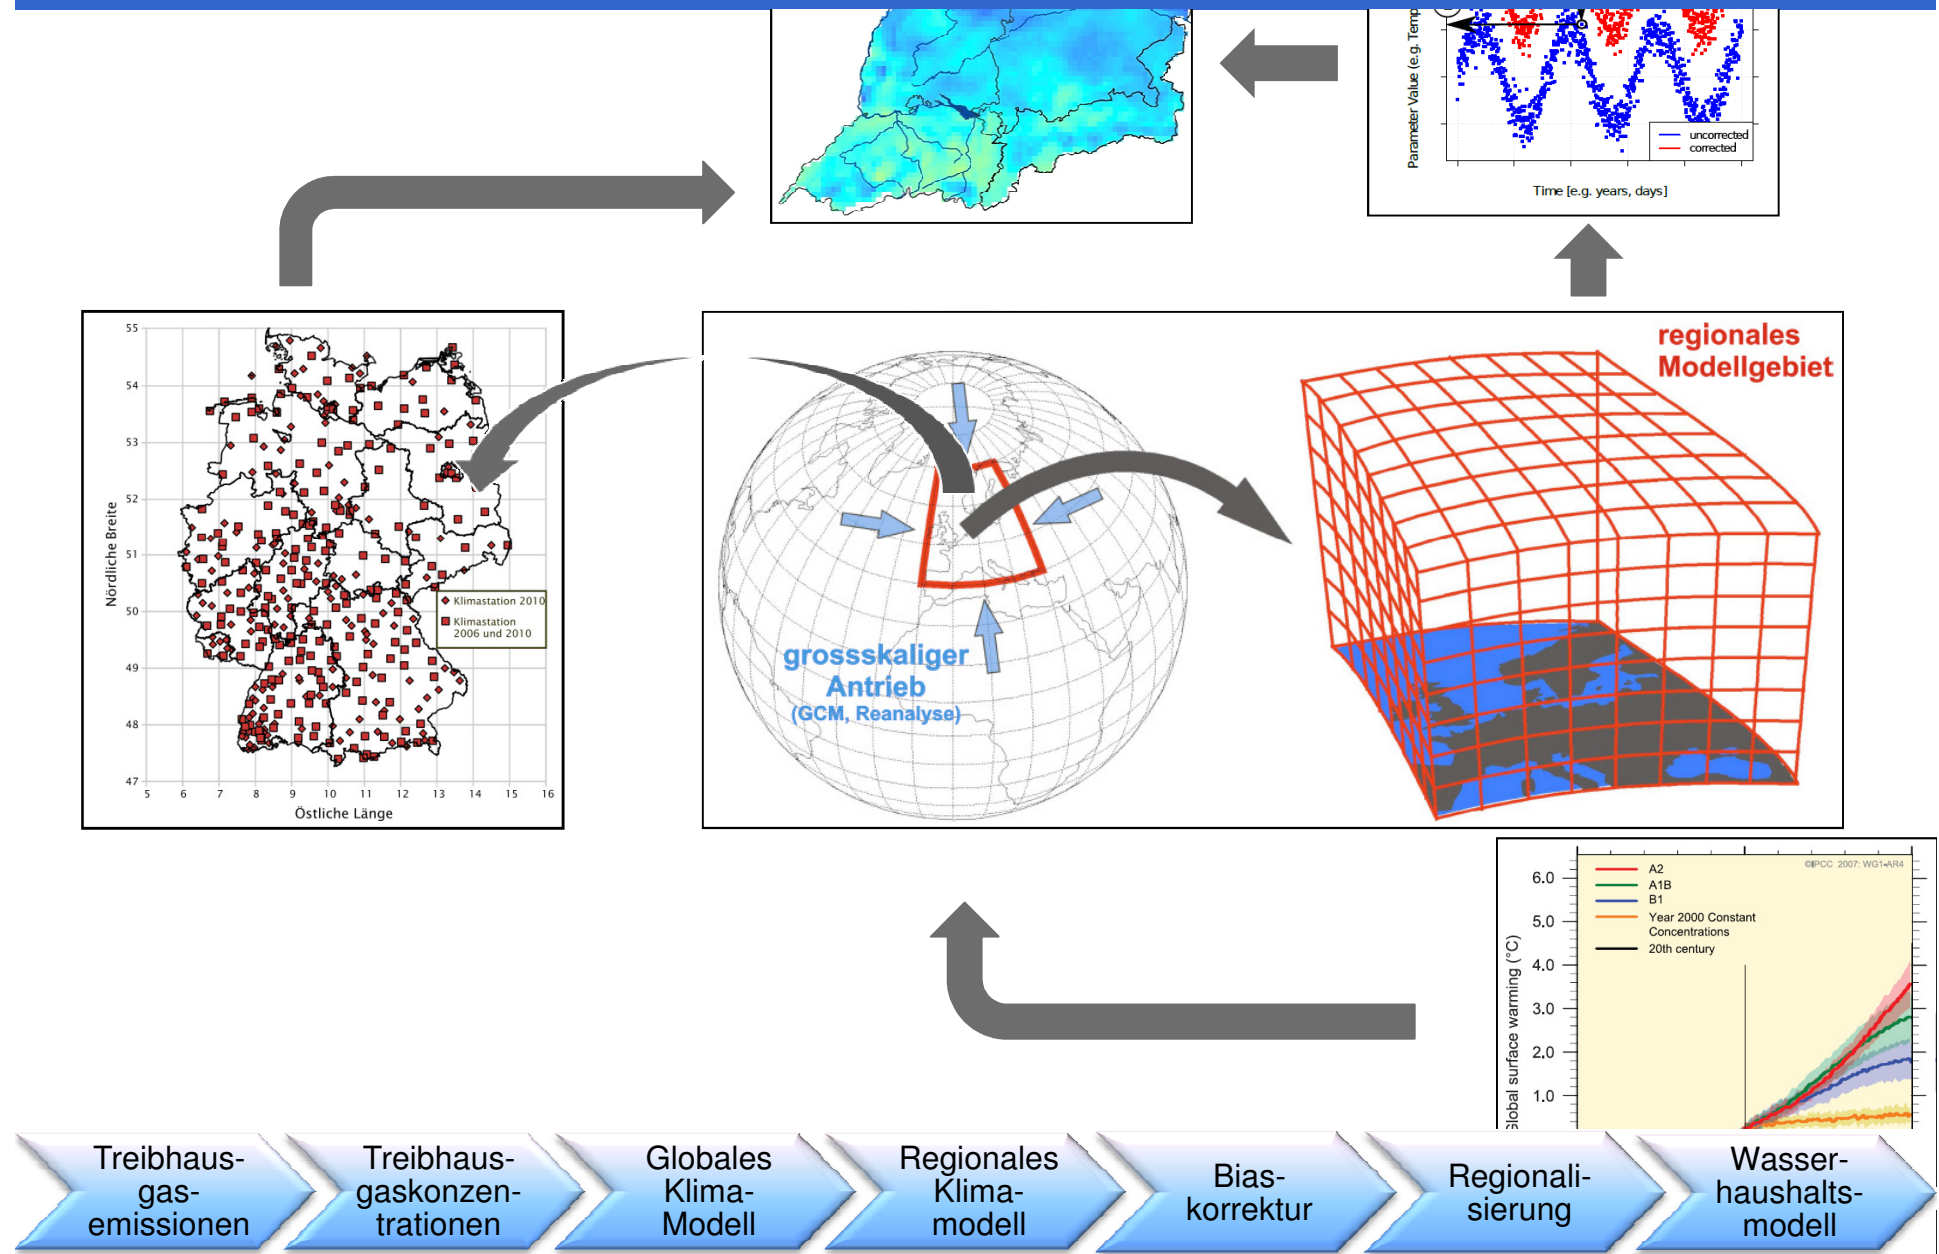 Parameter Value (e.g. Temp
uncorrected
corrected
Time [e.g. years, days]
55
54
53
52
51
50
49
48
47
Nördliche Breite
5 6 7 8 9 10 11 12 13 14 15 16
Östliche Länge
Klimastation 2010
Klimastation
2006 und 2010
regionales
Modellgebiet
grossskaliger
Antrieb
(GCM, Reanalyse)
©IPCC 2007: WG1-AR4
A2
A1B
B1
Year 2000 Constant
Concentrations
20th century
6.0
5.0
4.0
3.0
2.0
1.0
Global surface warming (°C)
Treibhaus-
gas-
emissionen
Treibhaus-
gaskonzen-
trationen
Globales
Klima-
Modell
Regionales
Klima-
modell
Bias-
korrektur
Regionali-
sierung
Wasser-
haushalts-
modell